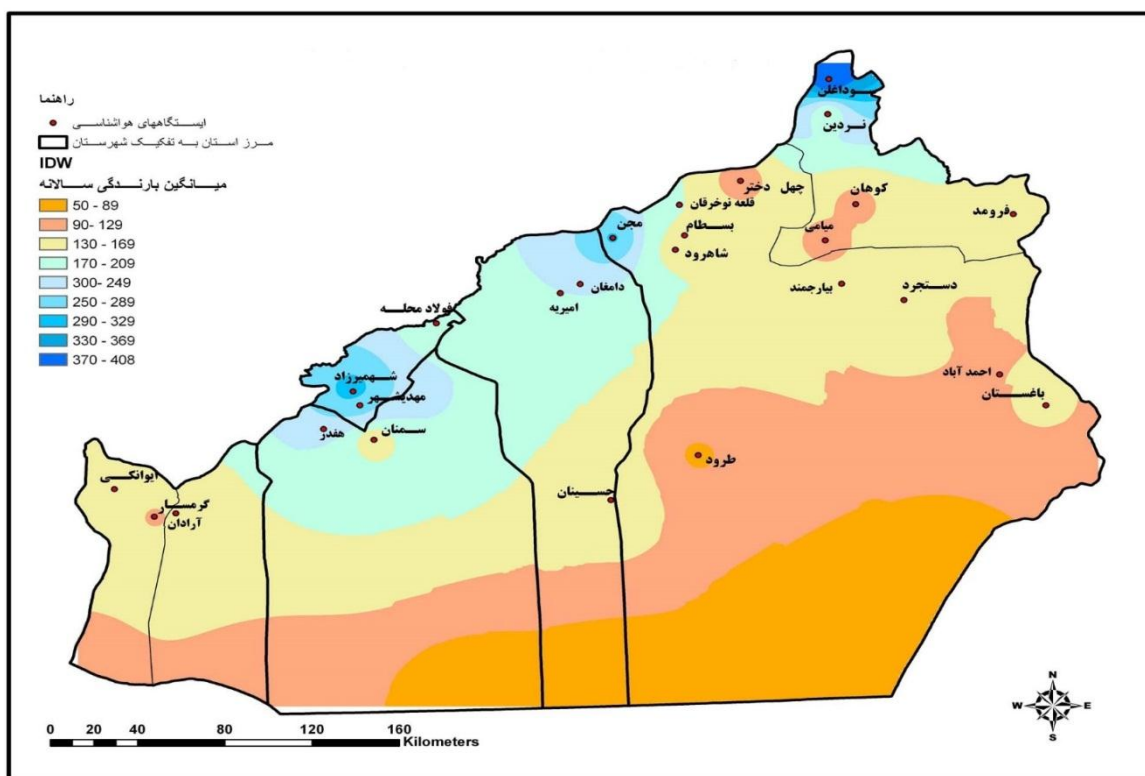 راهنما
ایستگاههای هواشناسی
مرز استان به تفکیک شهرستان
IDW
میانگین بارندگی سالانه
50 - 89
90 - 129
130 - 169
170 - 209
300- 249
250 - 289
290 - 329
330 - 369
370 - 408
سوداغلن
نردین
چهل دختر
کوهان
قلعه نوخرقان
فرومد
مجن
بسطام
میامی
شاهرود
دامغان
بیارجمند
دستجرد
امیریه
فولاد محله
شهمیرزاد
احمد آباد
مهدیشهر
باغستان
هفدر
سمنان
طرود
ایوانکی
حسینان
گرمسار
آرادان
N
W E
S
0 20 40 80 120 160
Kilometers